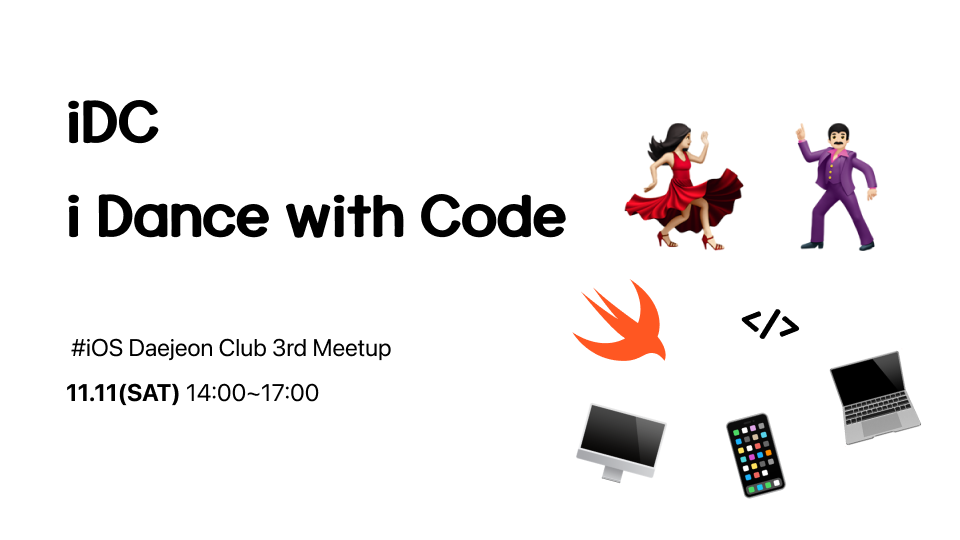 iDC
i Dance with Code
</>
#iOS Daejeon Club 3rd Meetup
11.11(SAT) 14:00~17:00